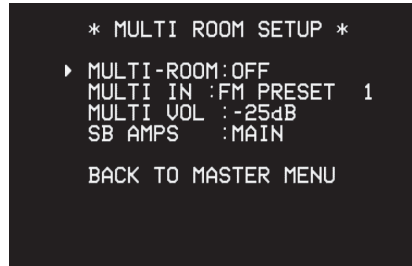 * MULTI ROOM SETUP *
MULTI-ROOM:OFF
MULTI IN :FM PRESET 1
MULTI VOL :-25dB
SB AMPS :MAIN
BACK TO MASTER MENU